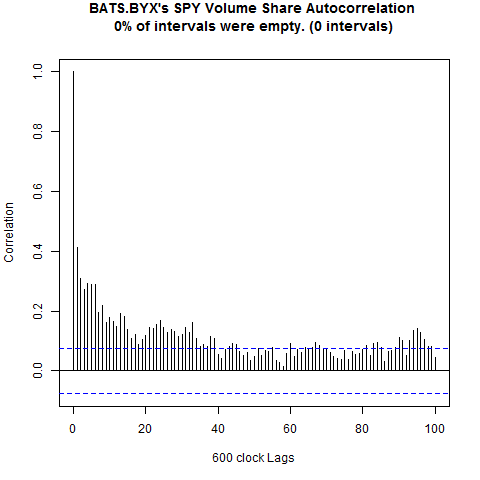 BATS.BYX's SPY Volume Share Autocorrelation
0% of intervals were empty. (0 intervals)
1.0
0.8
0.6
0.4
0.2
0.0
Correlation
0 20 40 60 80 100
600 clock Lags